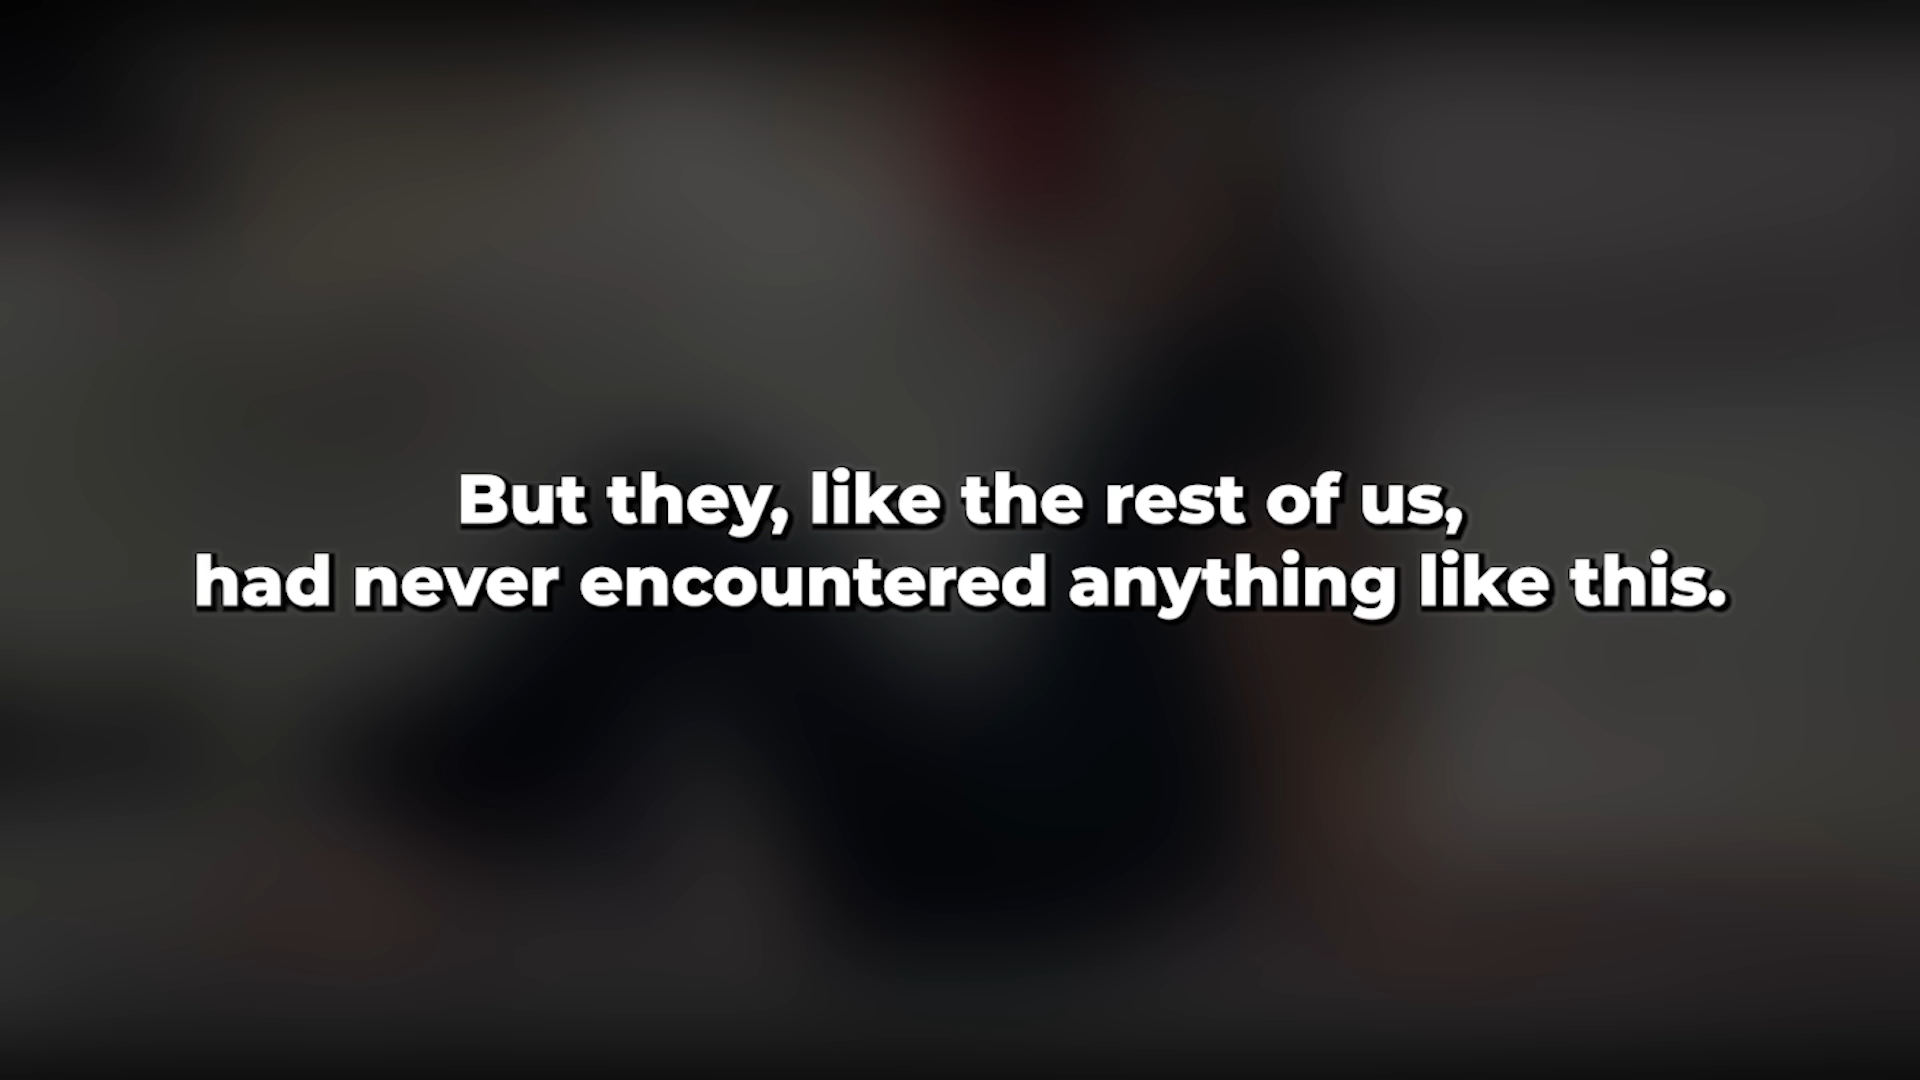 But they, like the rest of us,
had never encountered anything like this.